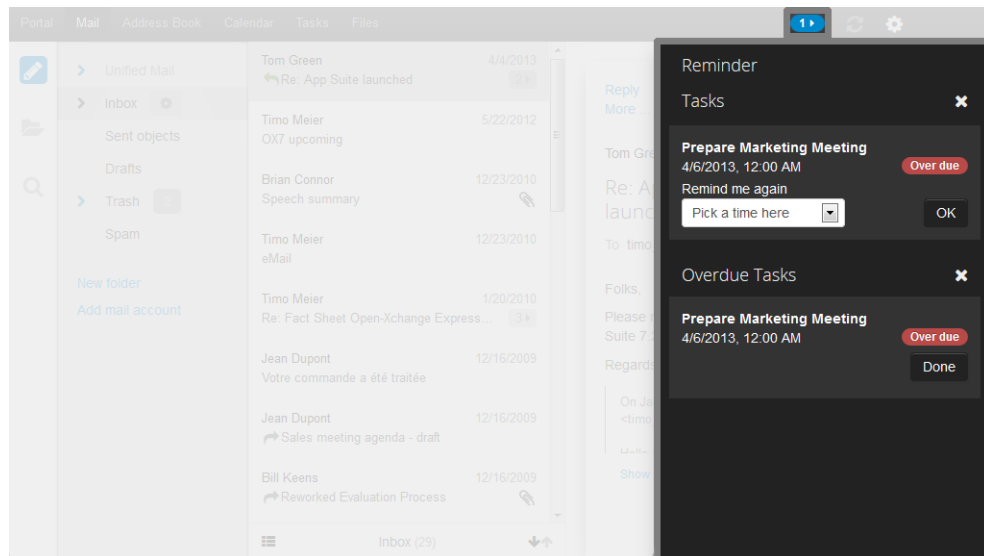 Portal Mail Address Book Calendar Tasks Files
1
Unified Mail
Inbox
Sent objects
Drafts
Trash 2
Spam
New folder
Add mail account
Tom Green 4/4/2013
Re: App Suite launched 2
Timo Meier 5/22/2012
OX7 upcoming
Brian Connor 12/23/2010
Speech summary
Timo Meier 12/23/2010
eMail
Timo Meier 1/20/2010
Re: Fact Sheet Open-Xchange Express... 3
Jean Dupont 12/16/2009
Votre commande a été traitée
Jean Dupont 12/16/2009
Sales meeting agenda - draft
Bill Keens 12/16/2009
Reworked Evaluation Process
Inbox (29)
Reply
More
Tom Gre
Re: A
launc
To timo
Folks,
Please
Suite 7.
Regards
On Ja
<timo
Hello
Show
Reminder
Tasks
Prepare Marketing Meeting
4/6/2013, 12:00 AM Over due
Remind me again
Pick a time here OK
Overdue Tasks
Prepare Marketing Meeting
4/6/2013, 12:00 AM Over due
Done